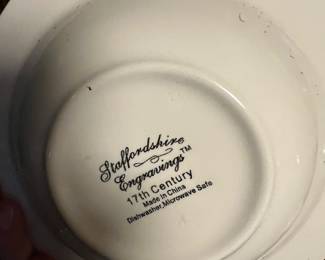 Staffordshire
Engravings™
17th Century
Made in China
Dishwasher, Microwave Safe